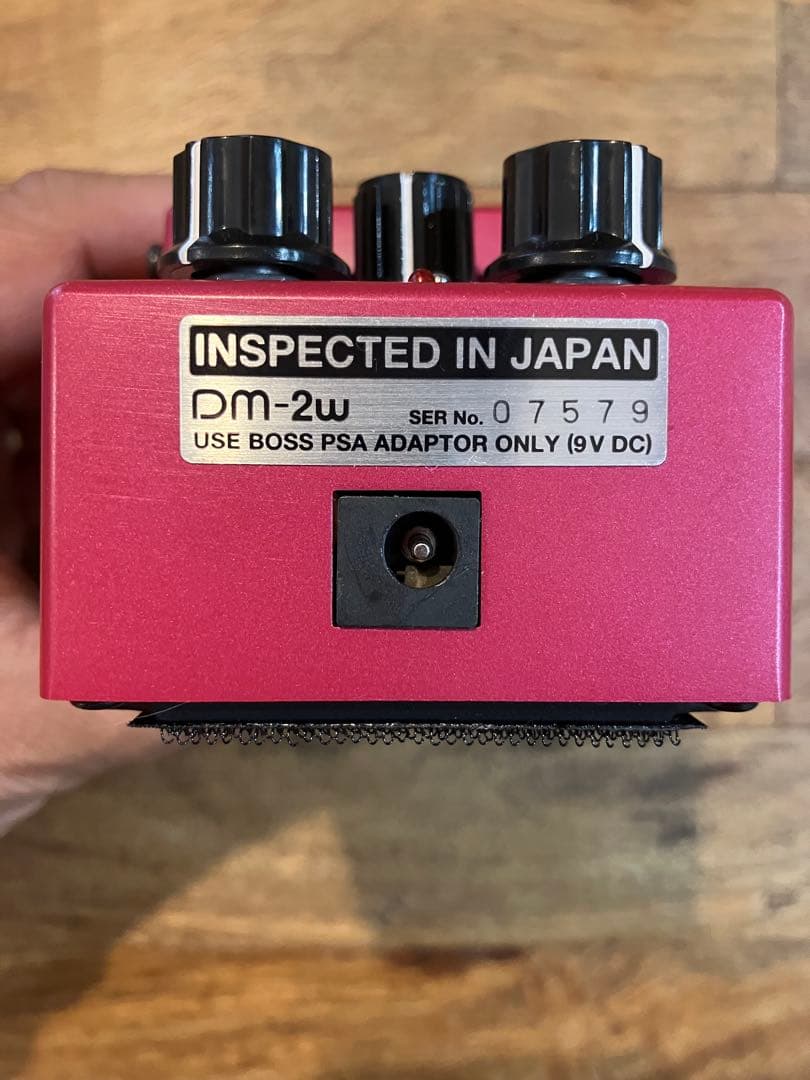 INSPECTED IN JAPAN
DM-2w SER No. 07579
USE BOSS PSA ADAPTOR ONLY (9V DC)